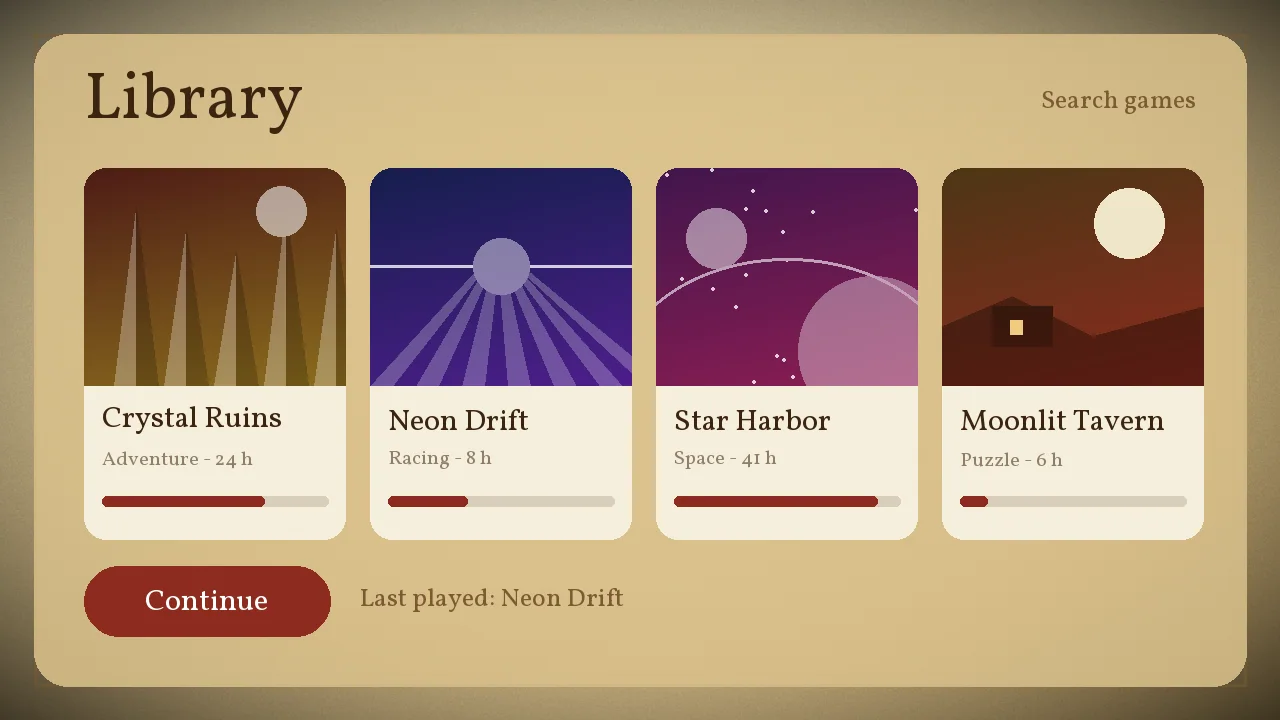 Library
Search games
Crystal Ruins
Adventure - 24 h
Neon Drift
Racing - 8 h
Star Harbor
Space - 41 h
Moonlit Tavern
Puzzle - 6 h
Continue
Last played: Neon Drift